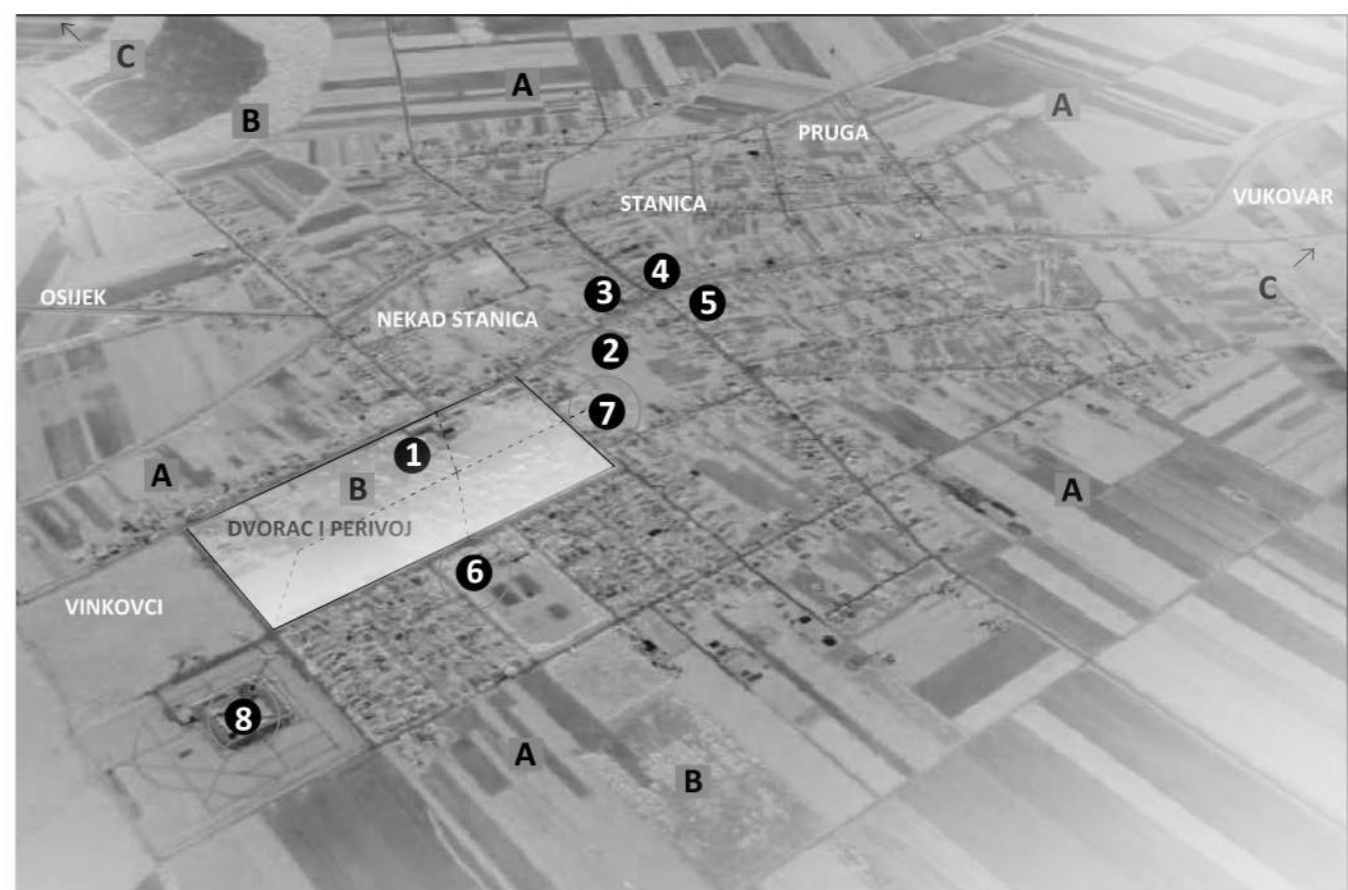 C
A
A
B
PRUGA
STANICA
VUKOVAR
4
C
OSIJEK
3
5
NEKAD STANICA
2
7
1
A
B
A
DVORAC I PERIVOJ
6
VINKOVCI
8
A
B